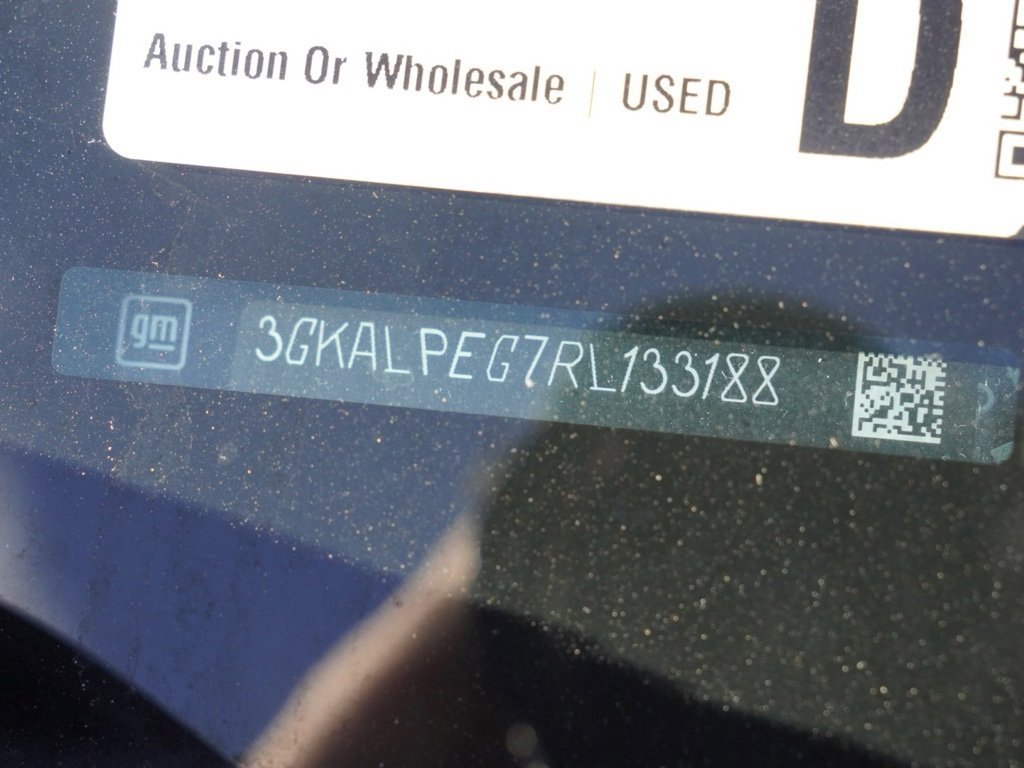 Auction Or Wholesale | USED
D
gm
3GKALPEG7RL133188